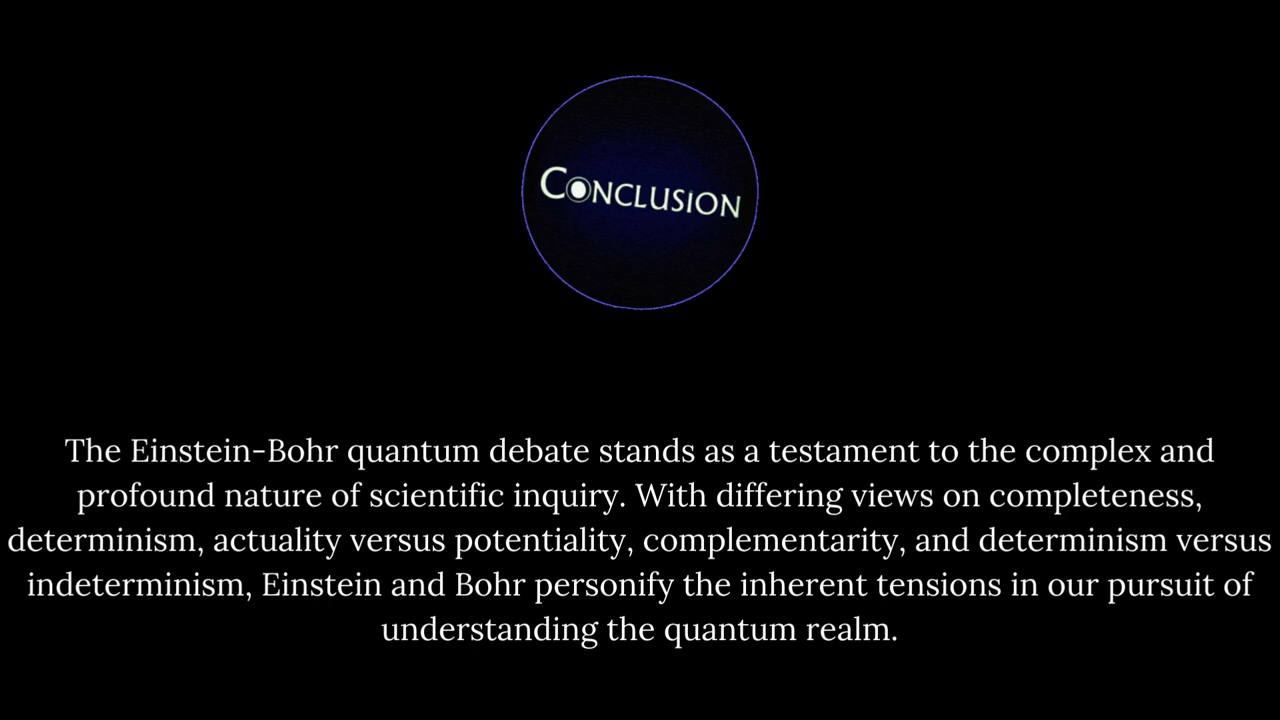 CONCLUSION
The Einstein-Bohr quantum debate stands as a testament to the complex and
profound nature of scientific inquiry. With differing views on completeness,
determinism, actuality versus potentiality, complementarity, and determinism versus
indeterminism, Einstein and Bohr personify the inherent tensions in our pursuit of
understanding the quantum realm.